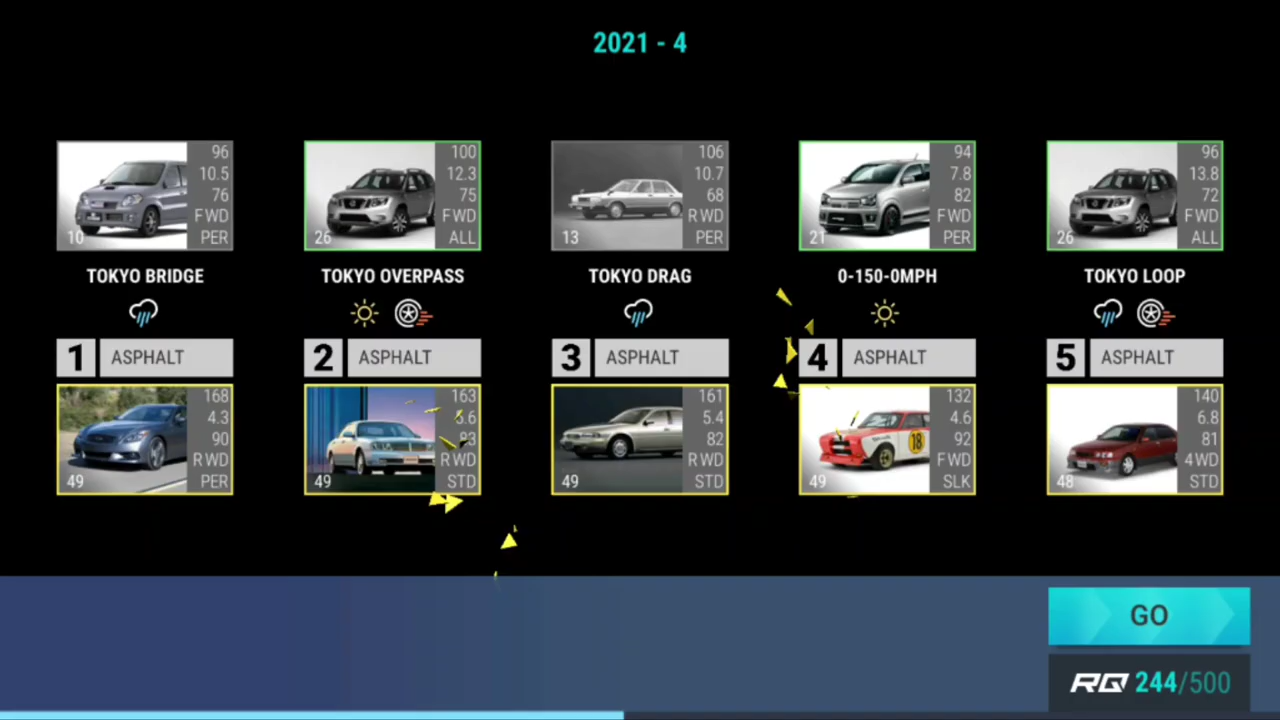 2021 - 4
96
10.5
76
FWD
PER
10
100
12.3
75
FWD
ALL
26
106
10.7
68
RWD
PER
13
94
7.8
82
FWD
PER
21
96
13.8
72
FWD
ALL
26
TOKYO BRIDGE
TOKYO OVERPASS
TOKYO DRAG
0-150-0MPH
TOKYO LOOP
1 ASPHALT
2 ASPHALT
3 ASPHALT
4 ASPHALT
5 ASPHALT
168
4.3
90
RWD
PER
49
163
RWD
STD
49
161
5.4
82
RWD
STD
49
132
4.6
92
FWD
SLK
49
18
140
6.8
81
4WD
STD
48
GO
RQ 244/500